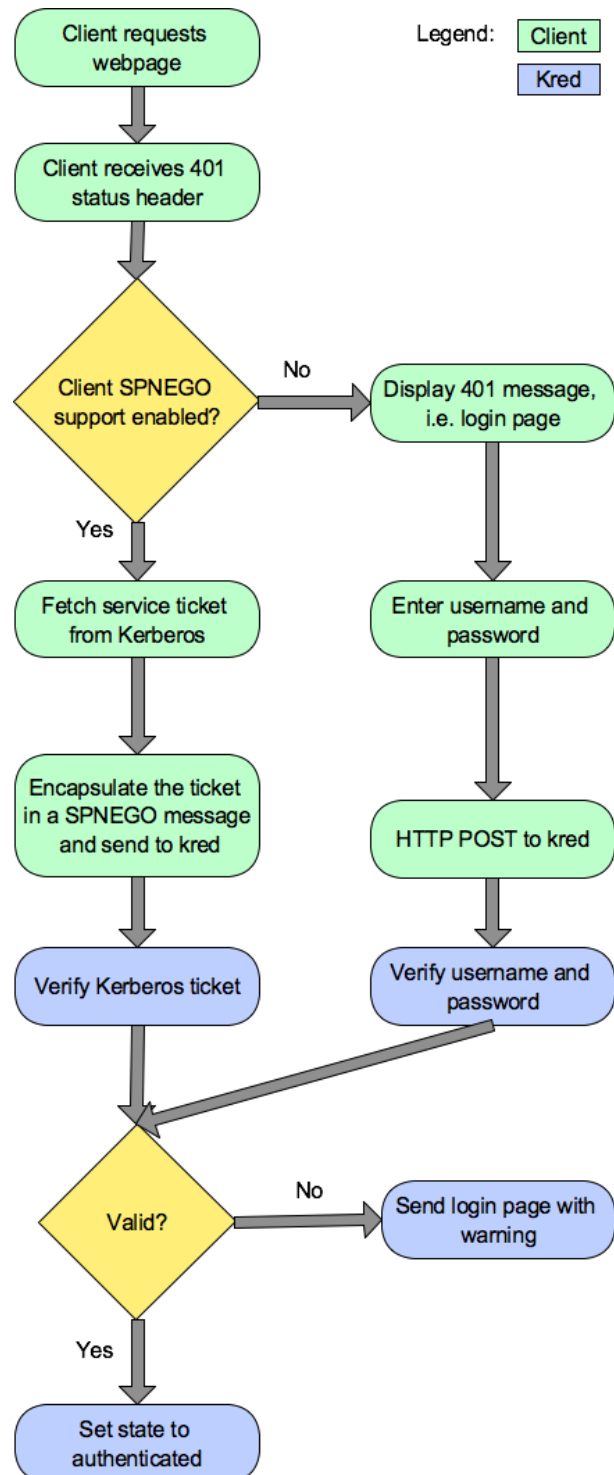 Client requests
webpage
Legend:
Client
Kred
Client receives 401
status header
Client SPNEGO
support enabled?
No
Display 401 message,
i.e. login page
Yes
Fetch service ticket
from Kerberos
Enter username and
password
Encapsulate the ticket
in a SPNEGO message
and send to kred
HTTP POST to kred
Verify Kerberos ticket
Verify username and
password
Valid?
No
Send login page with
warning
Yes
Set state to
authenticated